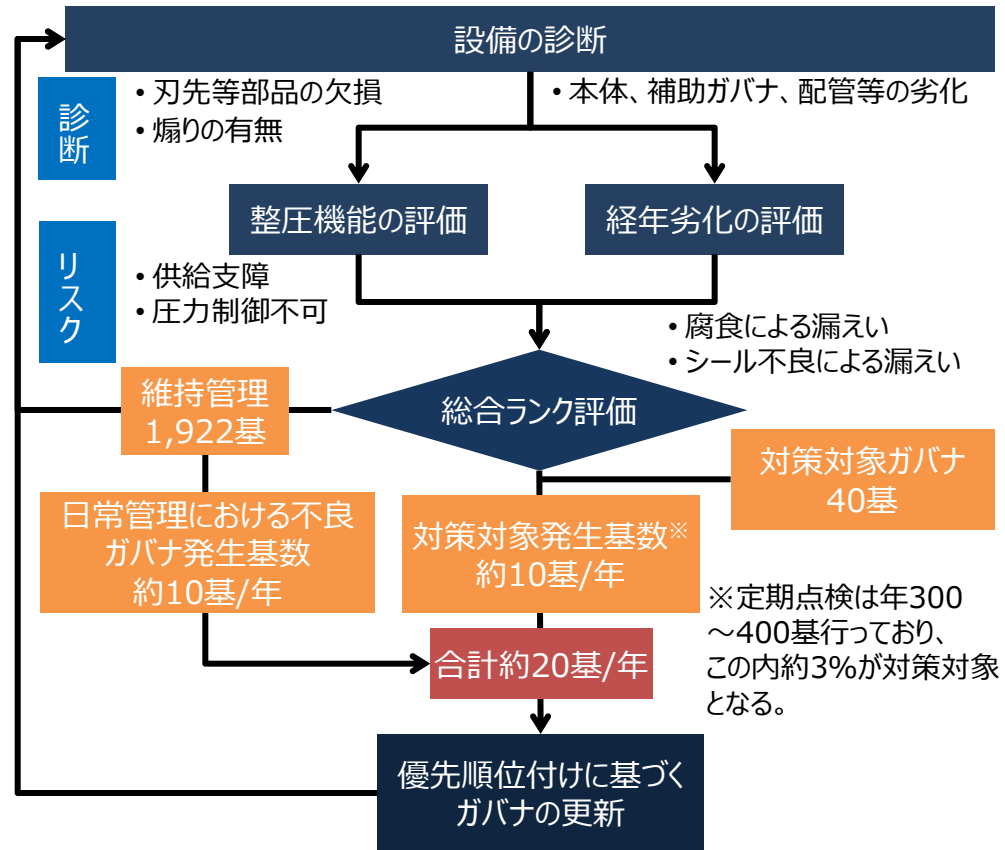 設備の診断
診断
• 刃先等部品の欠損
• 煽りの有無
• 本体、補助ガバナ、配管等の劣化
整圧機能の評価
経年劣化の評価
リスク
• 供給支障
• 圧力制御不可
• 腐食による漏えい
• シール不良による漏えい
維持管理
1,922基
総合ランク評価
対策対象ガバナ
40基
日常管理における不良
ガバナ発生基数
約10基/年
対策対象発生基数※
約10基/年
※定期点検は年300
～400基行っており、
この内約3%が対策対象
となる。
合計約20基/年
優先順位付けに基づく
ガバナの更新